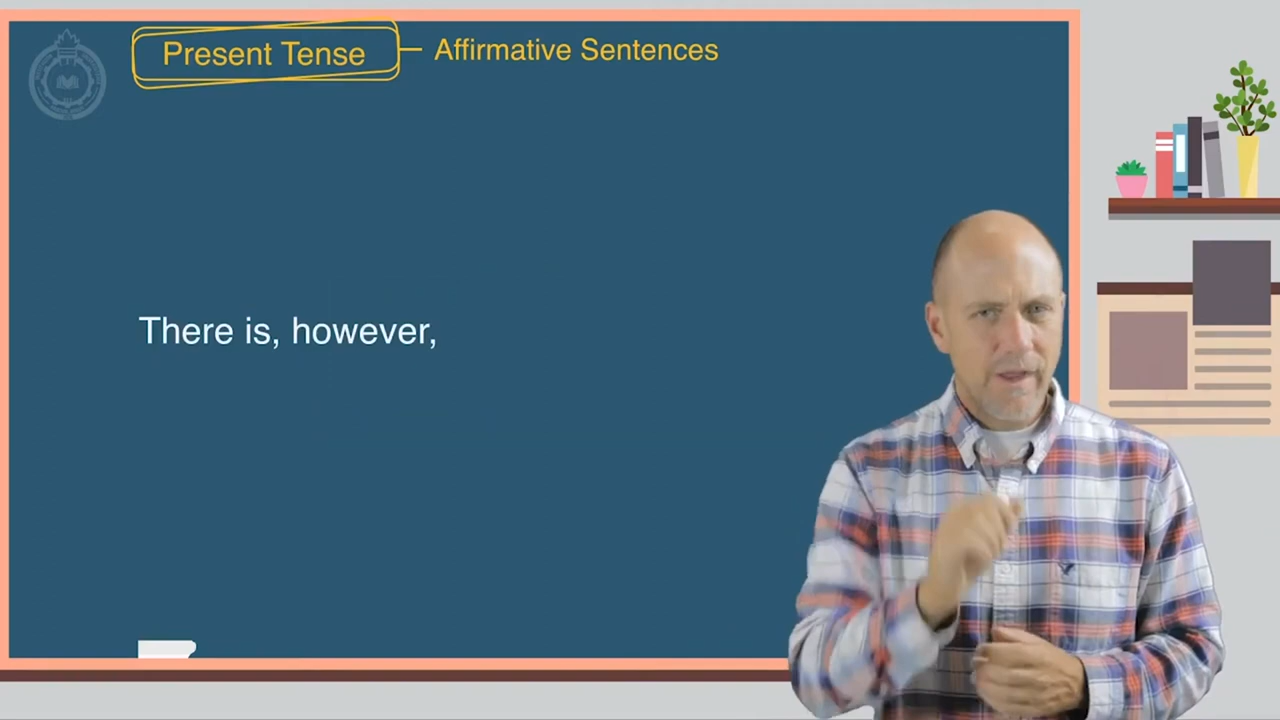 Present Tense
Affirmative Sentences
There is, however,